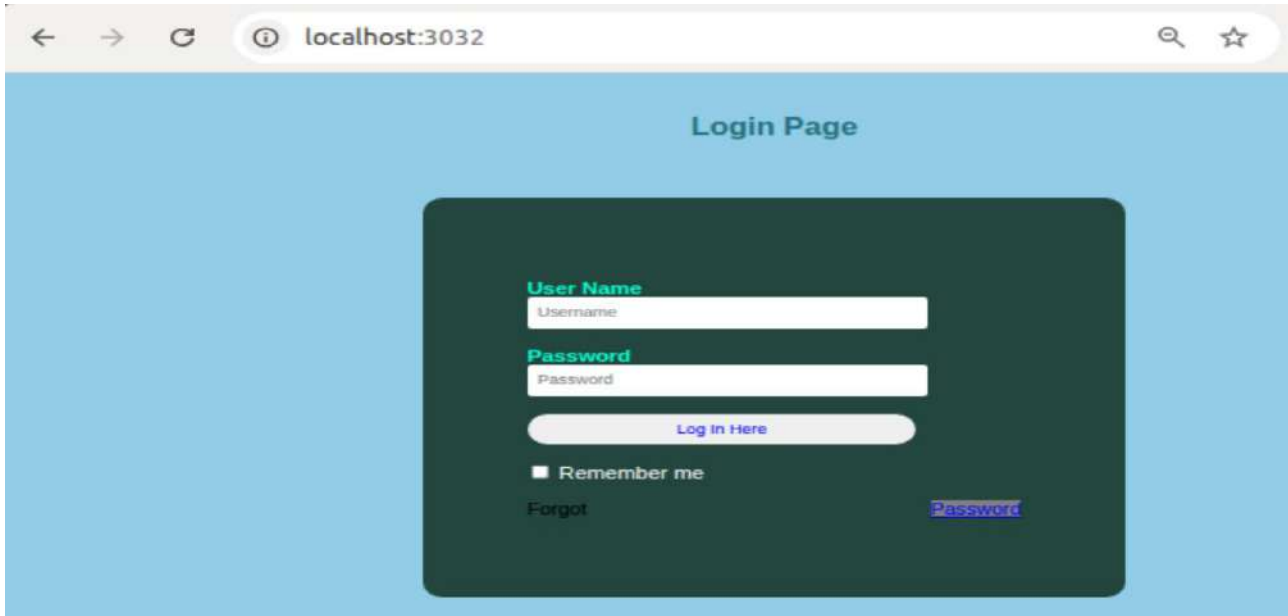 localhost:3032
Login Page
User Name
Username
Password
Password
Log In Here
Remember me
Forgot Password